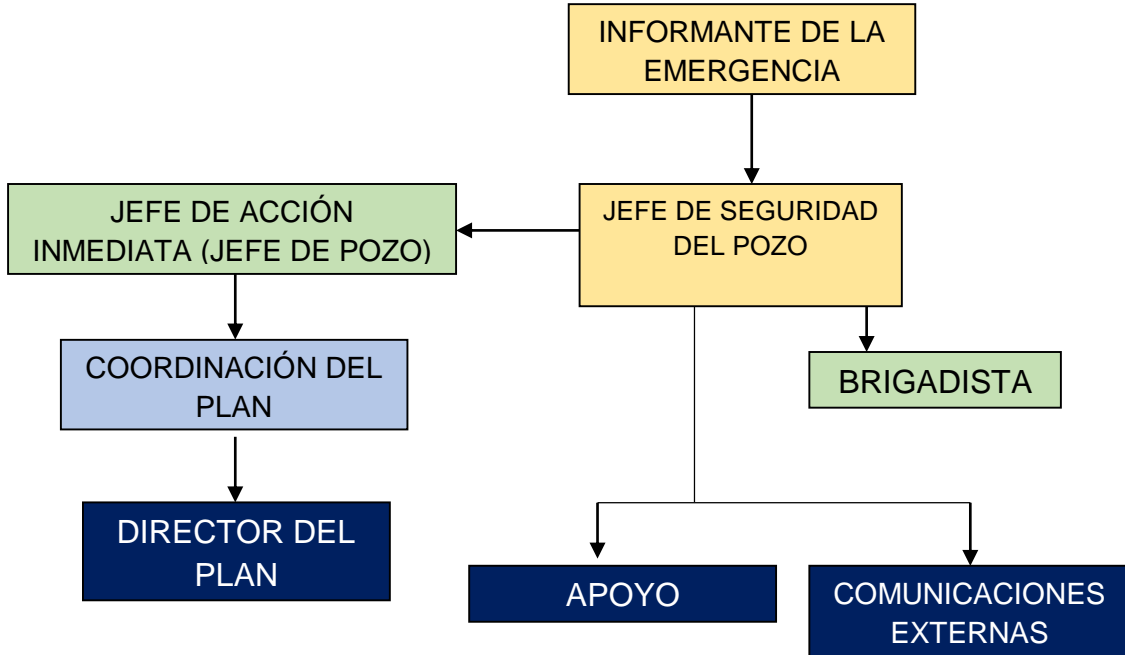 INFORMANTE DE LA
EMERGENCIA
JEFE DE ACCIÓN
INMEDIATA (JEFE DE POZO)
JEFE DE SEGURIDAD
DEL POZO
COORDINACIÓN DEL
PLAN
BRIGADISTA
DIRECTOR DEL
PLAN
APOYO
COMUNICACIONES
EXTERNAS